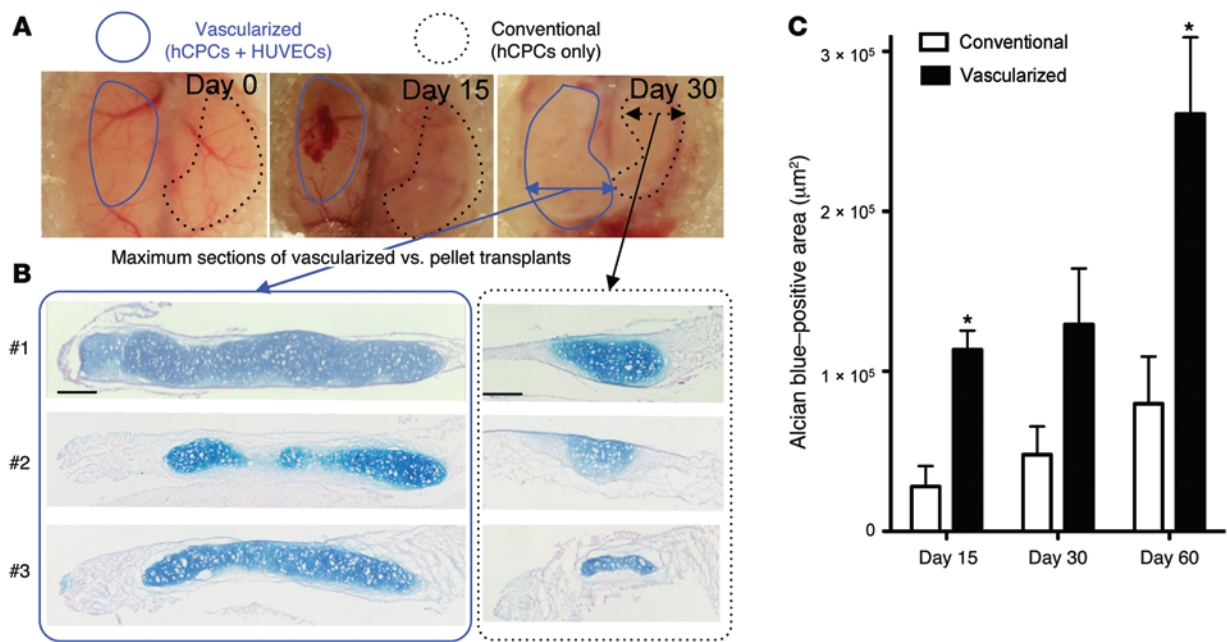 A
Vascularized
(hCPCs + HUVECs)
Conventional
(hCPCs only)
Day 0
Day 15
Day 30
Maximum sections of vascularized vs. pellet transplants
B
#1
#2
#3
C
Conventional
Vascularized
Alcian blue–positive area (μm²)
3 × 10⁵
2 × 10⁵
1 × 10⁵
0
*
*
Day 15
Day 30
Day 60